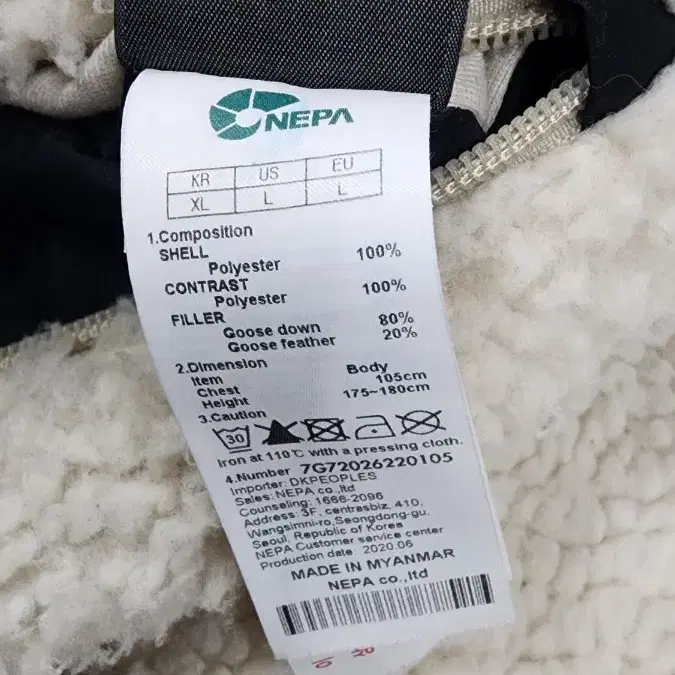 NEPA
KR US EU
XL L L
1.Composition
SHELL
Polyester 100%
CONTRAST
Polyester 100%
FILLER
Goose down 80%
Goose feather 20%
2.Dimension
Item Body
Chest 105cm
Height 175~180cm
3.Caution
30
Iron at 110℃ with a pressing cloth.
4.Number 7G72026220105
Importer: DKPEOPLES
Sales: NEPA co.,ltd
Counseling: 1666-2096
Address: 3F, centrasbiz, 410,
Wangsimni-ro, Seongdong-gu,
Seoul, Republic of Korea
NEPA Customer service center
Production date 2020.06
MADE IN MYANMAR
NEPA co.,ltd
20